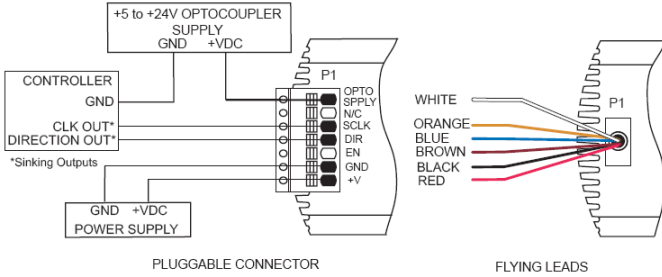 +5 to +24V OPTOCOUPLER
SUPPLY
GND +VDC
CONTROLLER
GND
CLK OUT*
DIRECTION OUT*
*Sinking Outputs
GND +VDC
POWER SUPPLY
P1
OPTO
SPPLY
N/C
SCLK
DIR
EN
GND
+V
PLUGGABLE CONNECTOR
WHITE
ORANGE
BLUE
BROWN
BLACK
RED
P1
FLYING LEADS